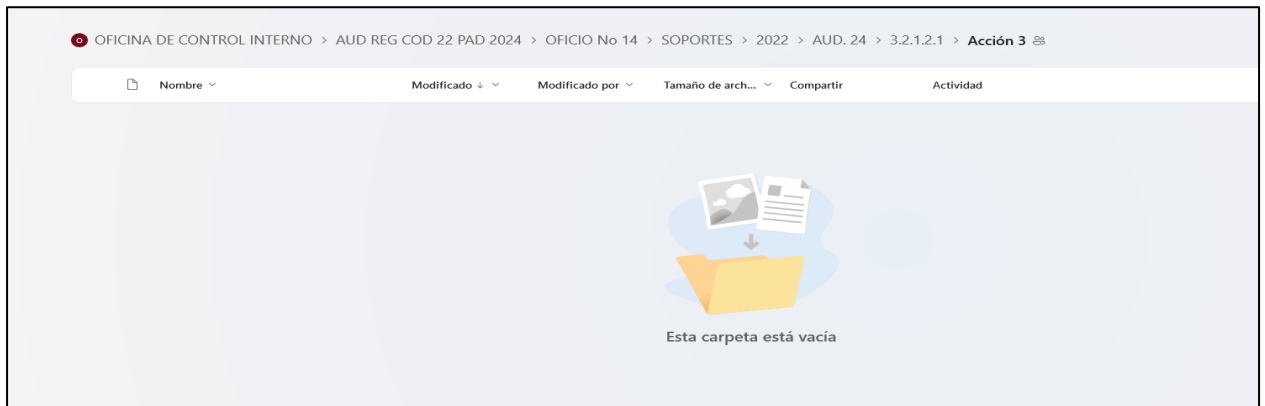 OFICINA DE CONTROL INTERNO > AUD REG COD 22 PAD 2024 > OFICIO No 14 > SOPORTES > 2022 > AUD. 24 > 3.2.1.2.1 > Acción 3
Nombre Modificado ↓ Modificado por Tamaño de arch... Compartir Actividad
Esta carpeta está vacía